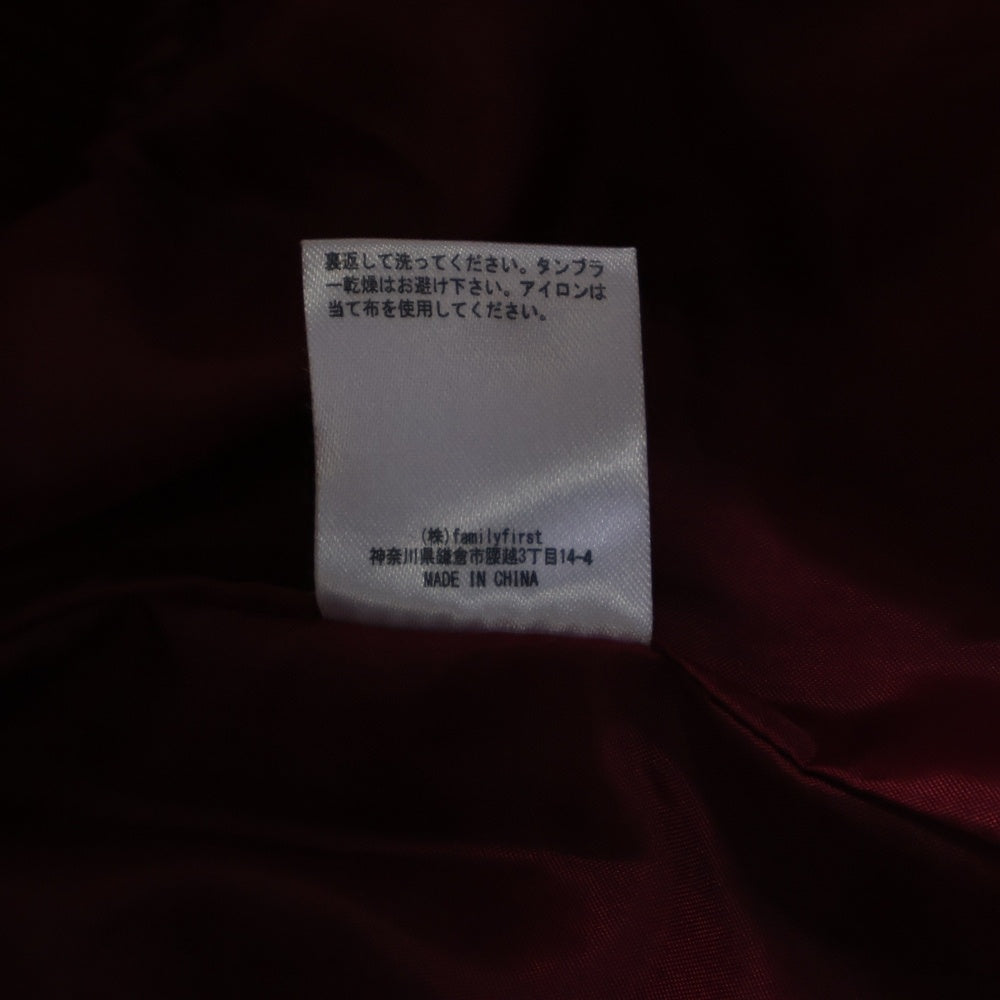 裏返して洗ってください。タンブラ
ー乾燥はお避け下さい。アイロンは
当て布を使用してください。
(株)familyfirst
神奈川県鎌倉市腰越3丁目14-4
MADE IN CHINA